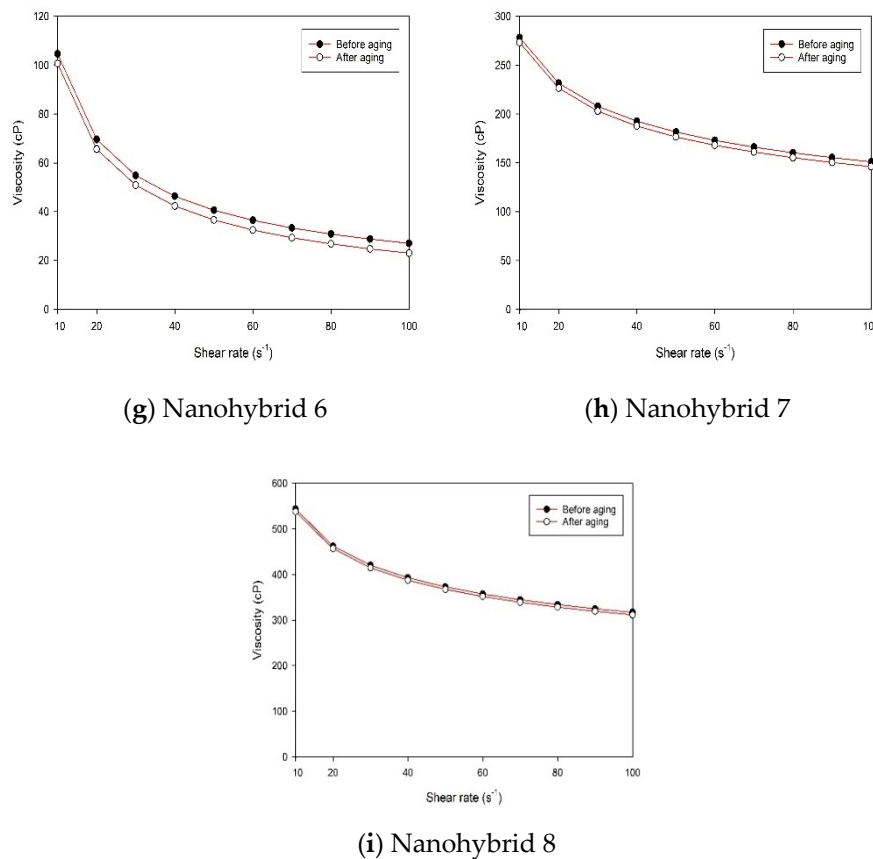 120
100
80
60
40
20
0
Viscosity (cP)
Before aging
After aging
10 20 40 60 80 100
Shear rate (s⁻¹)
(g) Nanohybrid 6
300
250
200
150
100
50
0
Viscosity (cP)
Before aging
After aging
10 20 40 60 80 100
Shear rate (s⁻¹)
(h) Nanohybrid 7
600
500
400
300
200
100
0
Viscosity (cP)
Before aging
After aging
10 20 40 60 80 100
Shear rate (s⁻¹)
(i) Nanohybrid 8